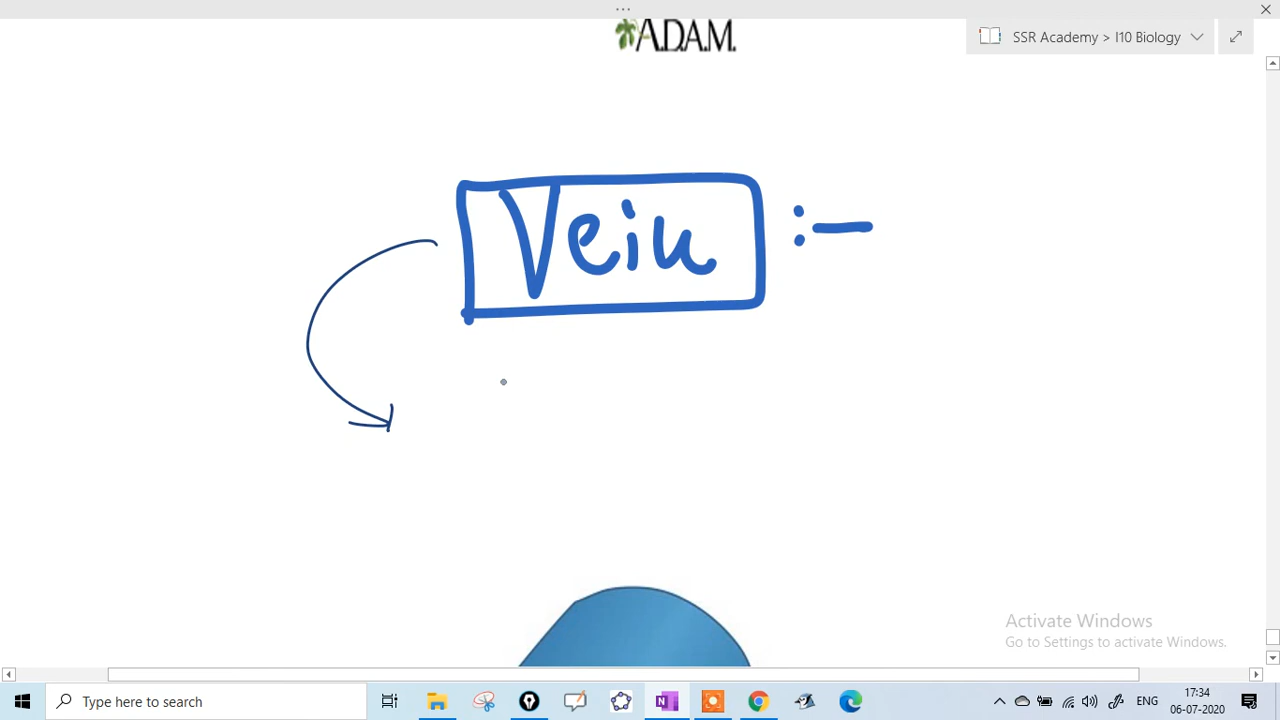 ...
A.D.A.M.
SSR Academy > I10 Biology
Vein :-
Activate Windows
Go to Settings to activate Windows.
Type here to search
N
ENG
17:34
06-07-2020